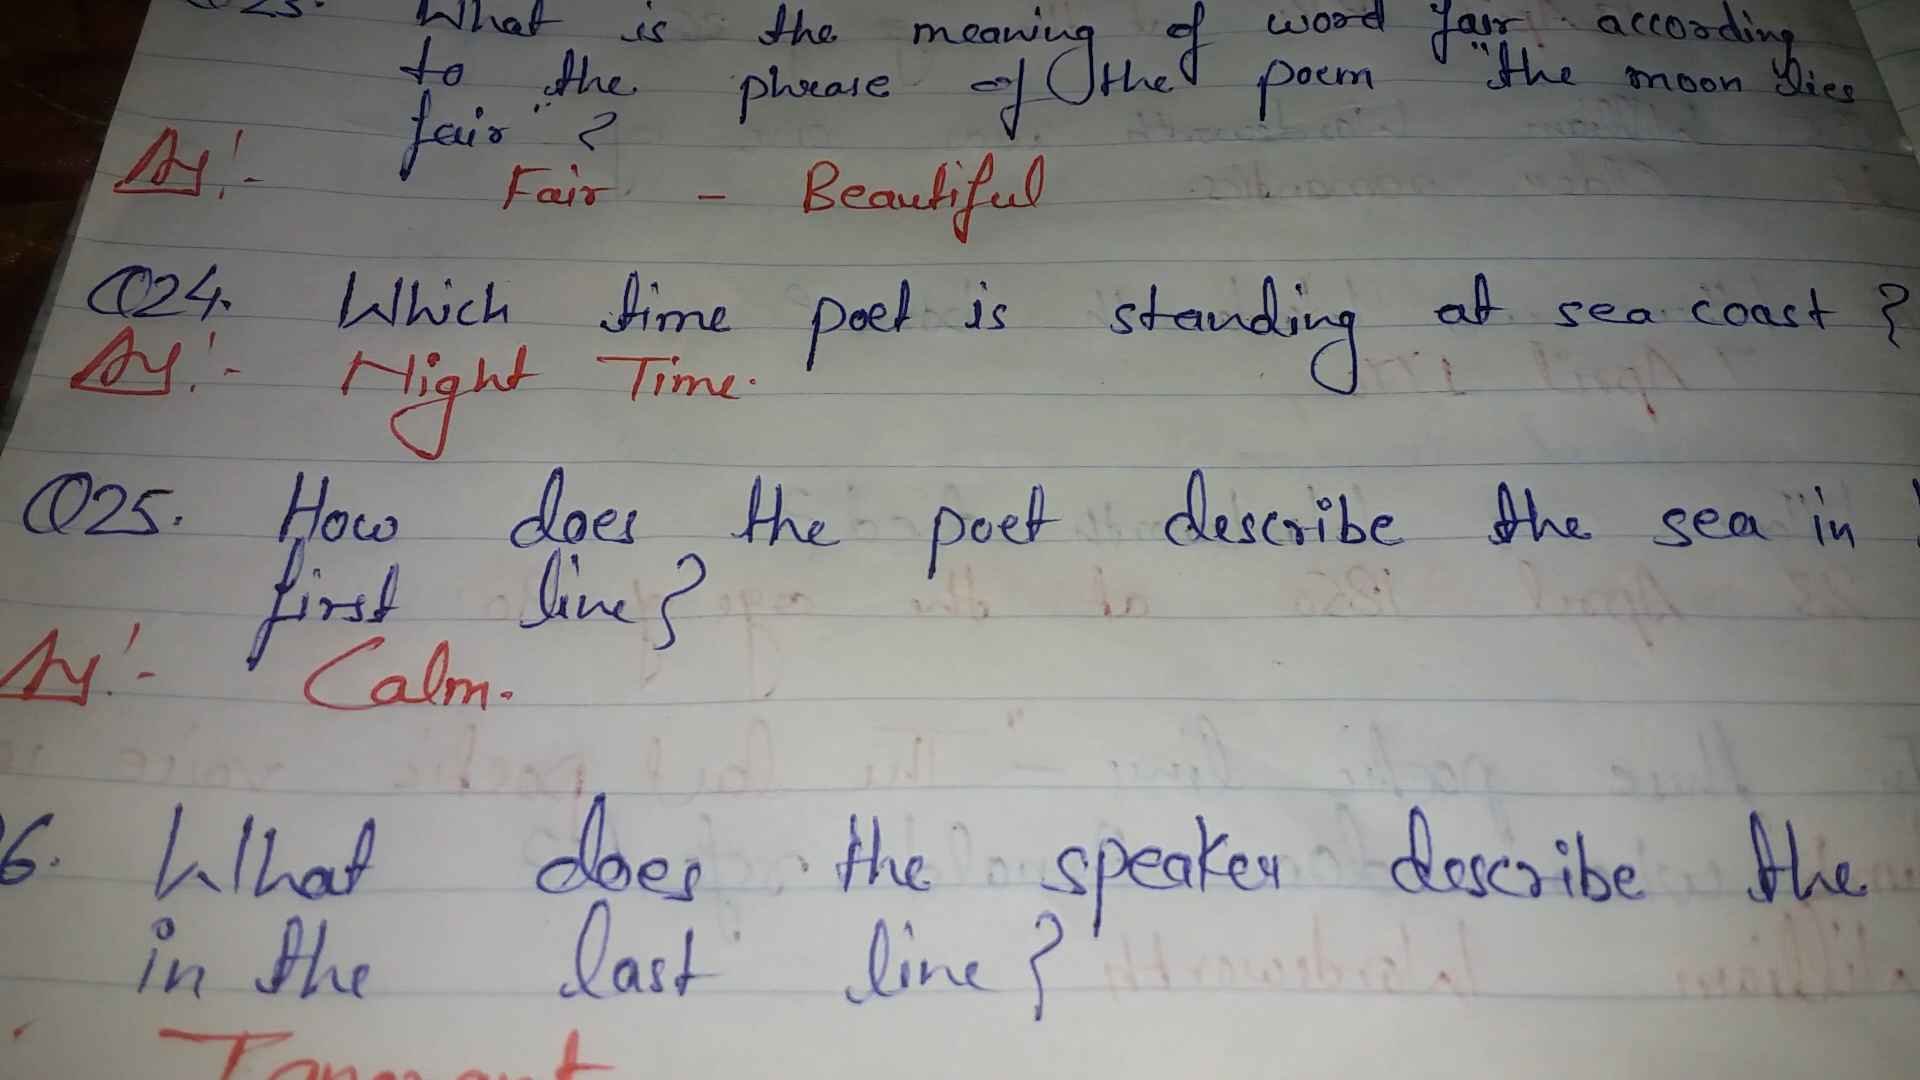 Q23. What is the meaning of word fair according
to the phrase of the poem "the moon lies
fair"?
Ans:- Fair - Beautiful
Q24. Which time poet is standing at sea coast?
Ans:- Night Time.
Q25. How does the poet describe the sea in
first line?
Ans:- Calm.
6. What does the speaker describe the
in the last line?